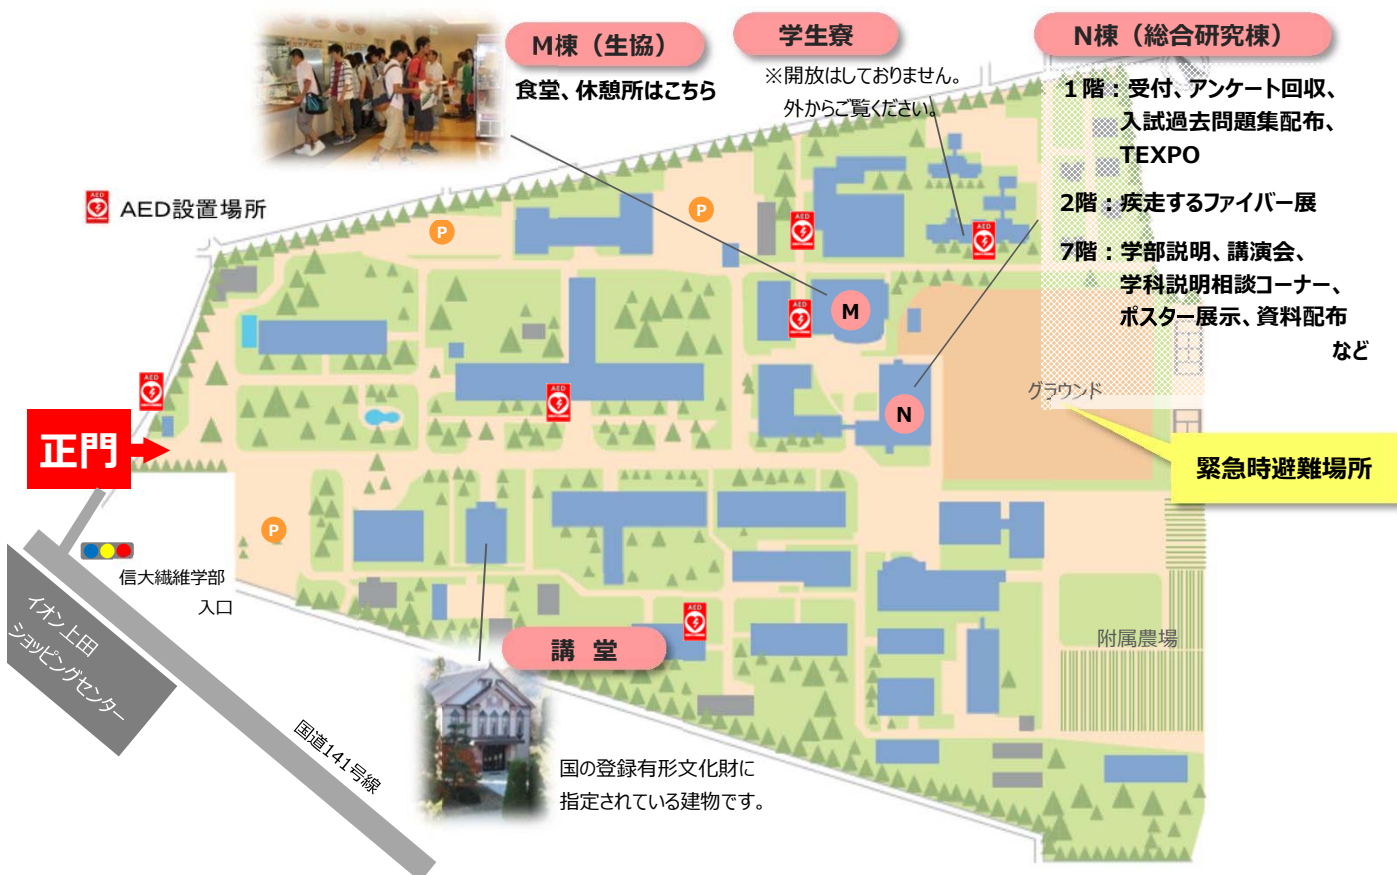 M棟（生協）
食堂、休憩所はこちら
学生寮
※開放はしておりません。
外からご覧ください。
N棟（総合研究棟）
1階：受付、アンケート回収、
入試過去問題集配布、
TEXPO
2階：疾走するファイバー展
7階：学部説明、講演会、
学科説明相談コーナー、
ポスター展示、資料配布
など
AED
AED設置場所
P
P
AED
AED
M
AED
AED
AED
N
グラウンド
正門
緊急時避難場所
P
信大繊維学部
入口
イオン上田
ショッピングセンター
国道141号線
AED
講 堂
附属農場
国の登録有形文化財に
指定されている建物です。